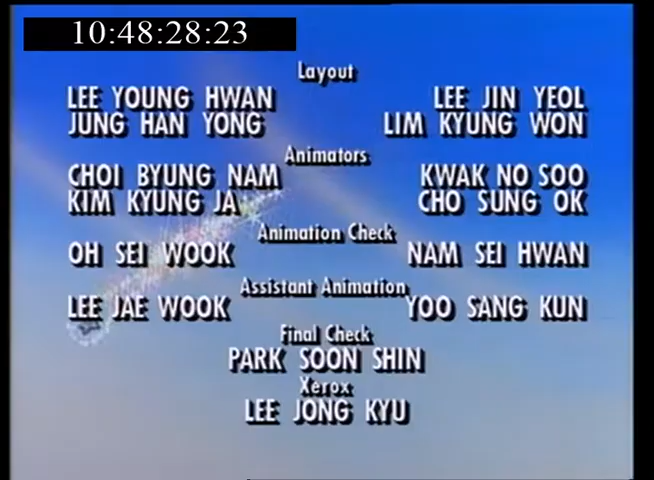 10:48:28:23
Layout
LEE YOUNG HWAN LEE JIN YEOL
JUNG HAN YONG LIM KYUNG WON
Animators
CHOI BYUNG NAM KWAK NO SOO
KIM KYUNG JA CHO SUNG OK
Animation Check
OH SEI WOOK NAM SEI HWAN
Assistant Animation
LEE JAE WOOK YOO SANG KUN
Final Check
PARK SOON SHIN
Xerox
LEE JONG KYU